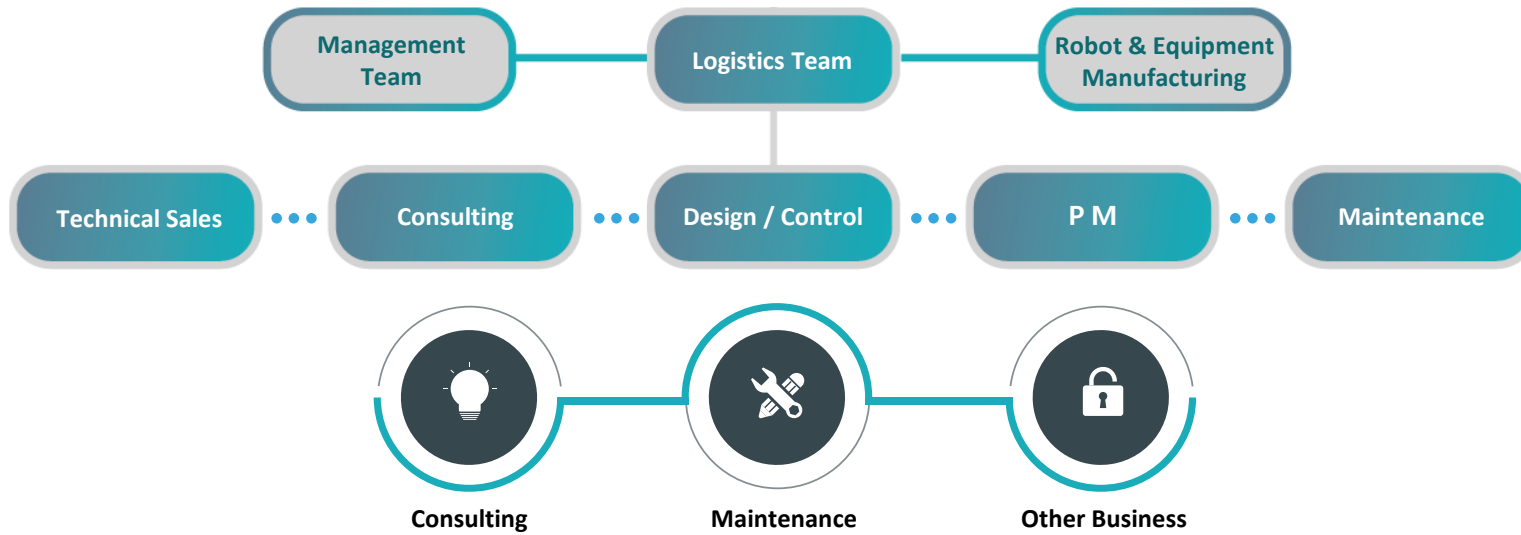 Management
Team
Logistics Team
Robot & Equipment
Manufacturing
Technical Sales
Consulting
Design / Control
P M
Maintenance
Consulting
Maintenance
Other Business